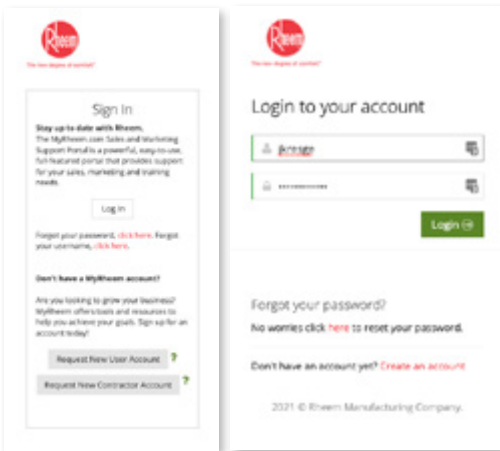 Rheem
The new degree of comfort.
Sign In
Stay up to date with Rheem.
The MyRheem.com Sales and Marketing
Support Portal is a powerful, easy-to-use,
full-featured portal that provides support
for your sales, marketing and training
needs.
Log In
Forgot your password, click here. Forgot
your username, click here.
Don't have a MyRheem account?
Are you looking to grow your business?
MyRheem offers tools and resources to
help you achieve your goals. Sign up for an
account today!
Request New User Account ?
Request New Contractor Account ?
Rheem
The new degree of comfort.
Login to your account
Login
Forgot your password?
No worries click here to reset your password.
Don't have an account yet? Create an account
2021 © Rheem Manufacturing Company.